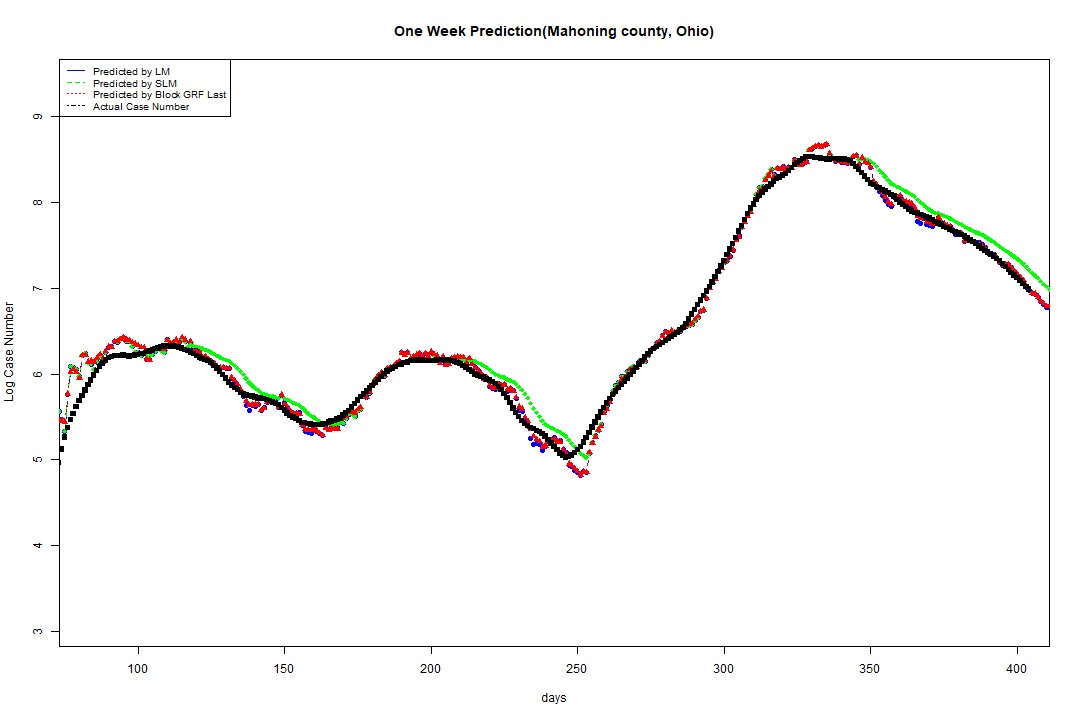 One Week Prediction(Mahoning county, Ohio)
Predicted by LM
Predicted by SLM
Predicted by Block GRF Last
Actual Case Number
9
8
7
6
5
4
3
Log Case Number
100 150 200 250 300 350 400
days